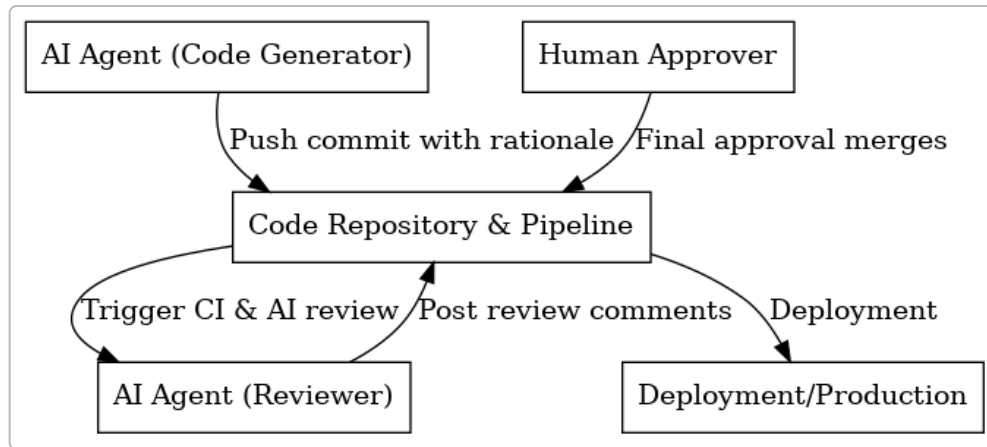 AI Agent (Code Generator)
Human Approver
Push commit with rationale
Final approval merges
Code Repository & Pipeline
Trigger CI & AI review
Post review comments
Deployment
AI Agent (Reviewer)
Deployment/Production